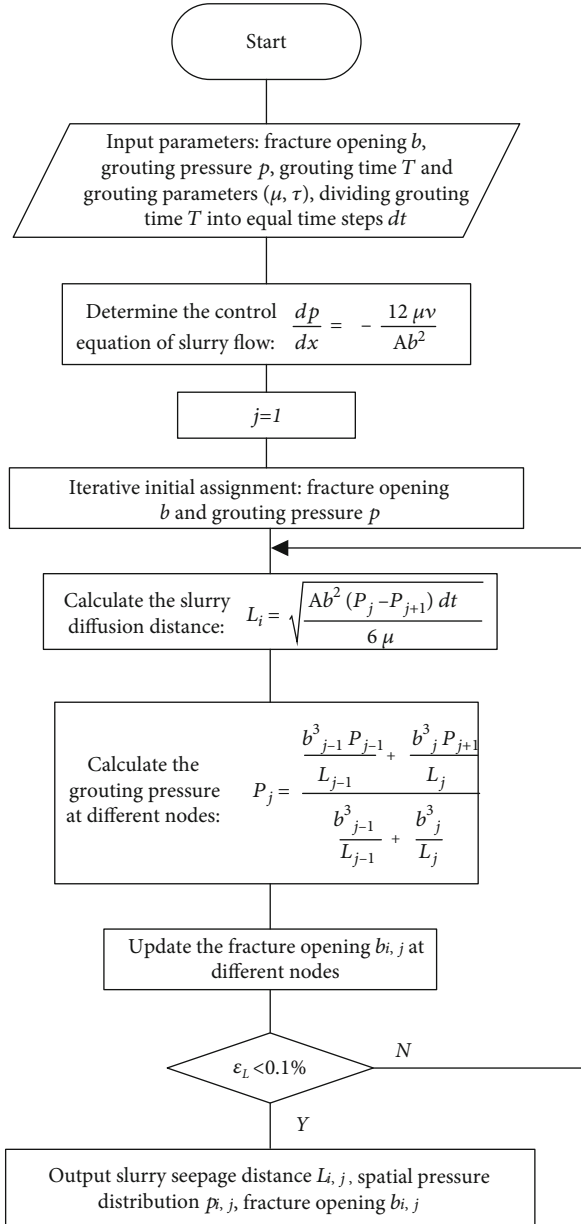 Start
Input parameters: fracture opening b,
grouting pressure p, grouting time T and
grouting parameters (μ, τ), dividing grouting
time T into equal time steps dt
Determine the control
equation of slurry flow: dp/dx = - 12 μv / Ab²
j=1
Iterative initial assignment: fracture opening
b and grouting pressure p
Calculate the slurry
diffusion distance: L_i = √(Ab² (P_j –P_{j+1}) dt / 6 μ)
Calculate the
grouting pressure
at different nodes: P_j = (b³_{j–1} P_{j–1} / L_{j–1} + b³_j P_{j+1} / L_j) / (b³_{j–1} / L_{j–1} + b³_j / L_j)
Update the fracture opening b_{i, j} at
different nodes
ε_L <0.1%
N
Y
Output slurry seepage distance L_{i, j}, spatial pressure
distribution p_{i, j}, fracture opening b_{i, j}